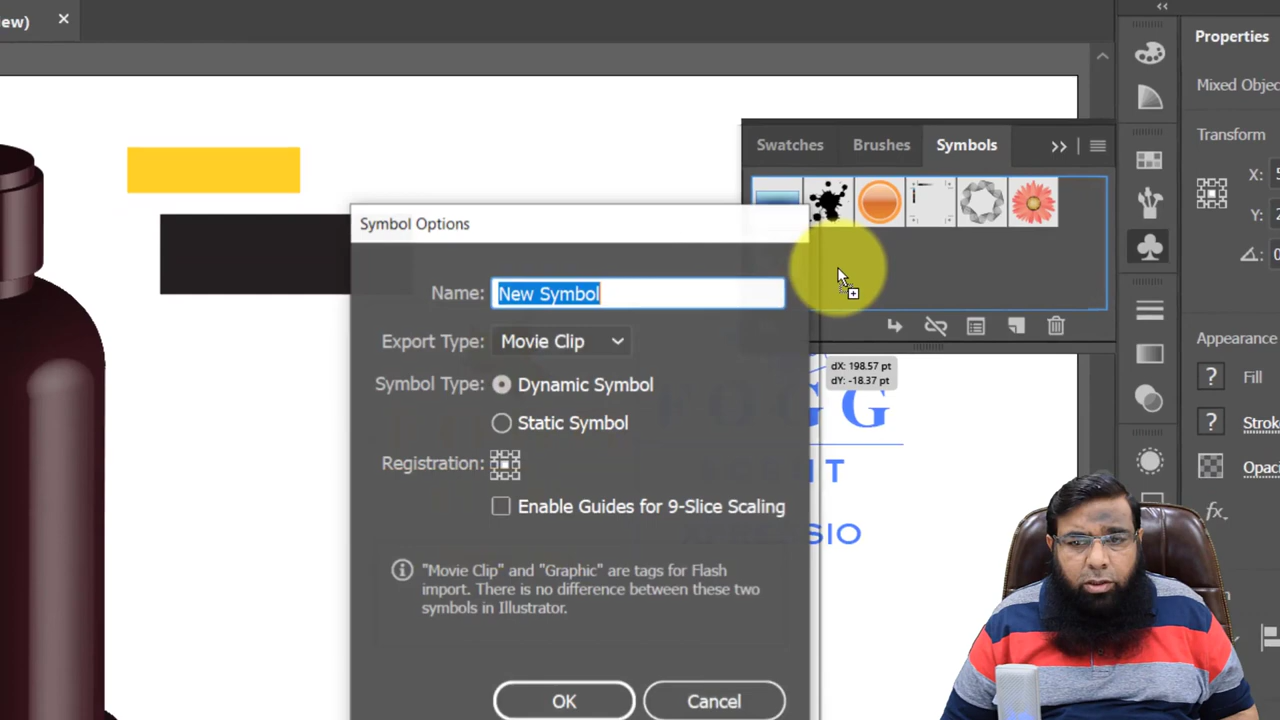 ew) ×
Properties
Mixed Objec
Swatches Brushes Symbols
Transform
X: 5
Y: 2
0
Symbol Options
Name: New Symbol
Export Type: Movie Clip
Symbol Type: Dynamic Symbol
Static Symbol
Registration:
Enable Guides for 9-Slice Scaling
"Movie Clip" and "Graphic" are tags for Flash
import. There is no difference between these two
symbols in Illustrator.
OK Cancel
dX: 198.57 pt
dY: -18.37 pt
G G
N T
SIO
Appearance
? Fill
? Strok
Opaci
fx